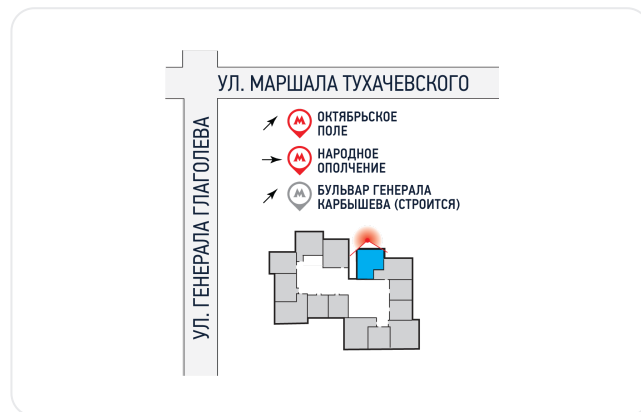 УЛ. МАРШАЛА ТУХАЧЕВСКОГО
УЛ. ГЕНЕРАЛА ГЛАГОЛЕВА
М ОКТЯБРЬСКОЕ
ПОЛЕ
М НАРОДНОЕ
ОПОЛЧЕНИЕ
М БУЛЬВАР ГЕНЕРАЛА
КАРБЫШЕВА (СТРОИТСЯ)